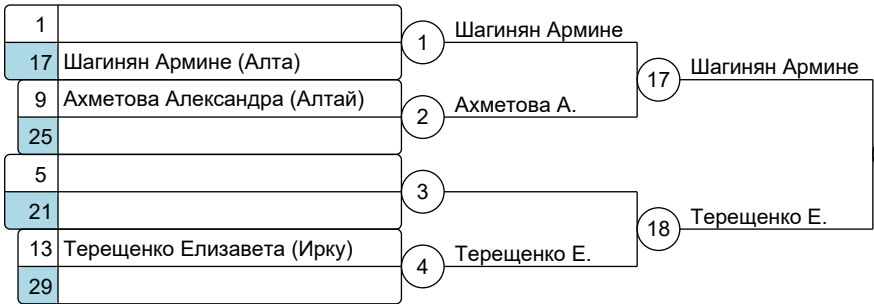 1
17 Шагинян Армине (Алта)
9 Ахметова Александра (Алтай)
25
5
21
13 Терещенко Елизавета (Ирку)
29
1 Шагинян Армине
2 Ахметова А.
3
4 Терещенко Е.
17 Шагинян Армине
18 Терещенко Е.